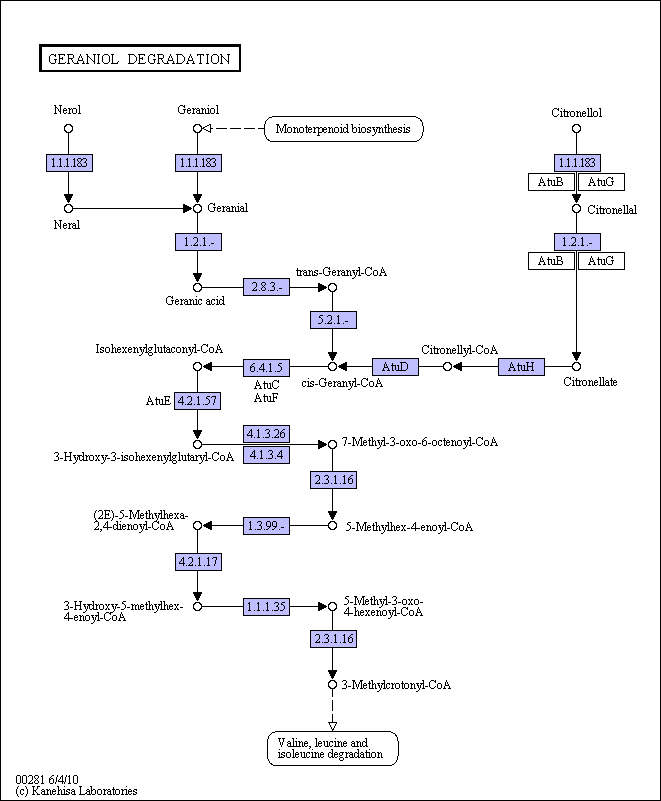 GERANIOL DEGRADATION
Nerol
Geraniol
Citronellol
Monoterpenoid biosynthesis
1.1.1.183
1.1.1.183
1.1.1.183
AtuB
AtuG
Neral
Geranial
Citronellal
1.2.1.-
1.2.1.-
AtuB
AtuG
trans-Geranyl-CoA
2.8.3.-
Geranic acid
5.2.1.-
Isohexenylglutaconyl-CoA
Citronellyl-CoA
6.4.1.5
AtuD
AtuH
AtuC
AtuF
cis-Geranyl-CoA
Citronellate
AtuE
4.2.1.57
4.1.3.26
4.1.3.4
7-Methyl-3-oxo-6-octenoyl-CoA
3-Hydroxy-3-isohexenylglutaryl-CoA
2.3.1.16
(2E)-5-Methylhexa-
2,4-dienoyl-CoA
1.3.99.-
5-Methylhex-4-enoyl-CoA
4.2.1.17
3-Hydroxy-5-methylhex-
4-enoyl-CoA
1.1.1.35
5-Methyl-3-oxo-
4-hexenoyl-CoA
2.3.1.16
3-Methylcrotonyl-CoA
Valine, leucine and
isoleucine degradation
00281 6/4/10
(c) Kanehisa Laboratories